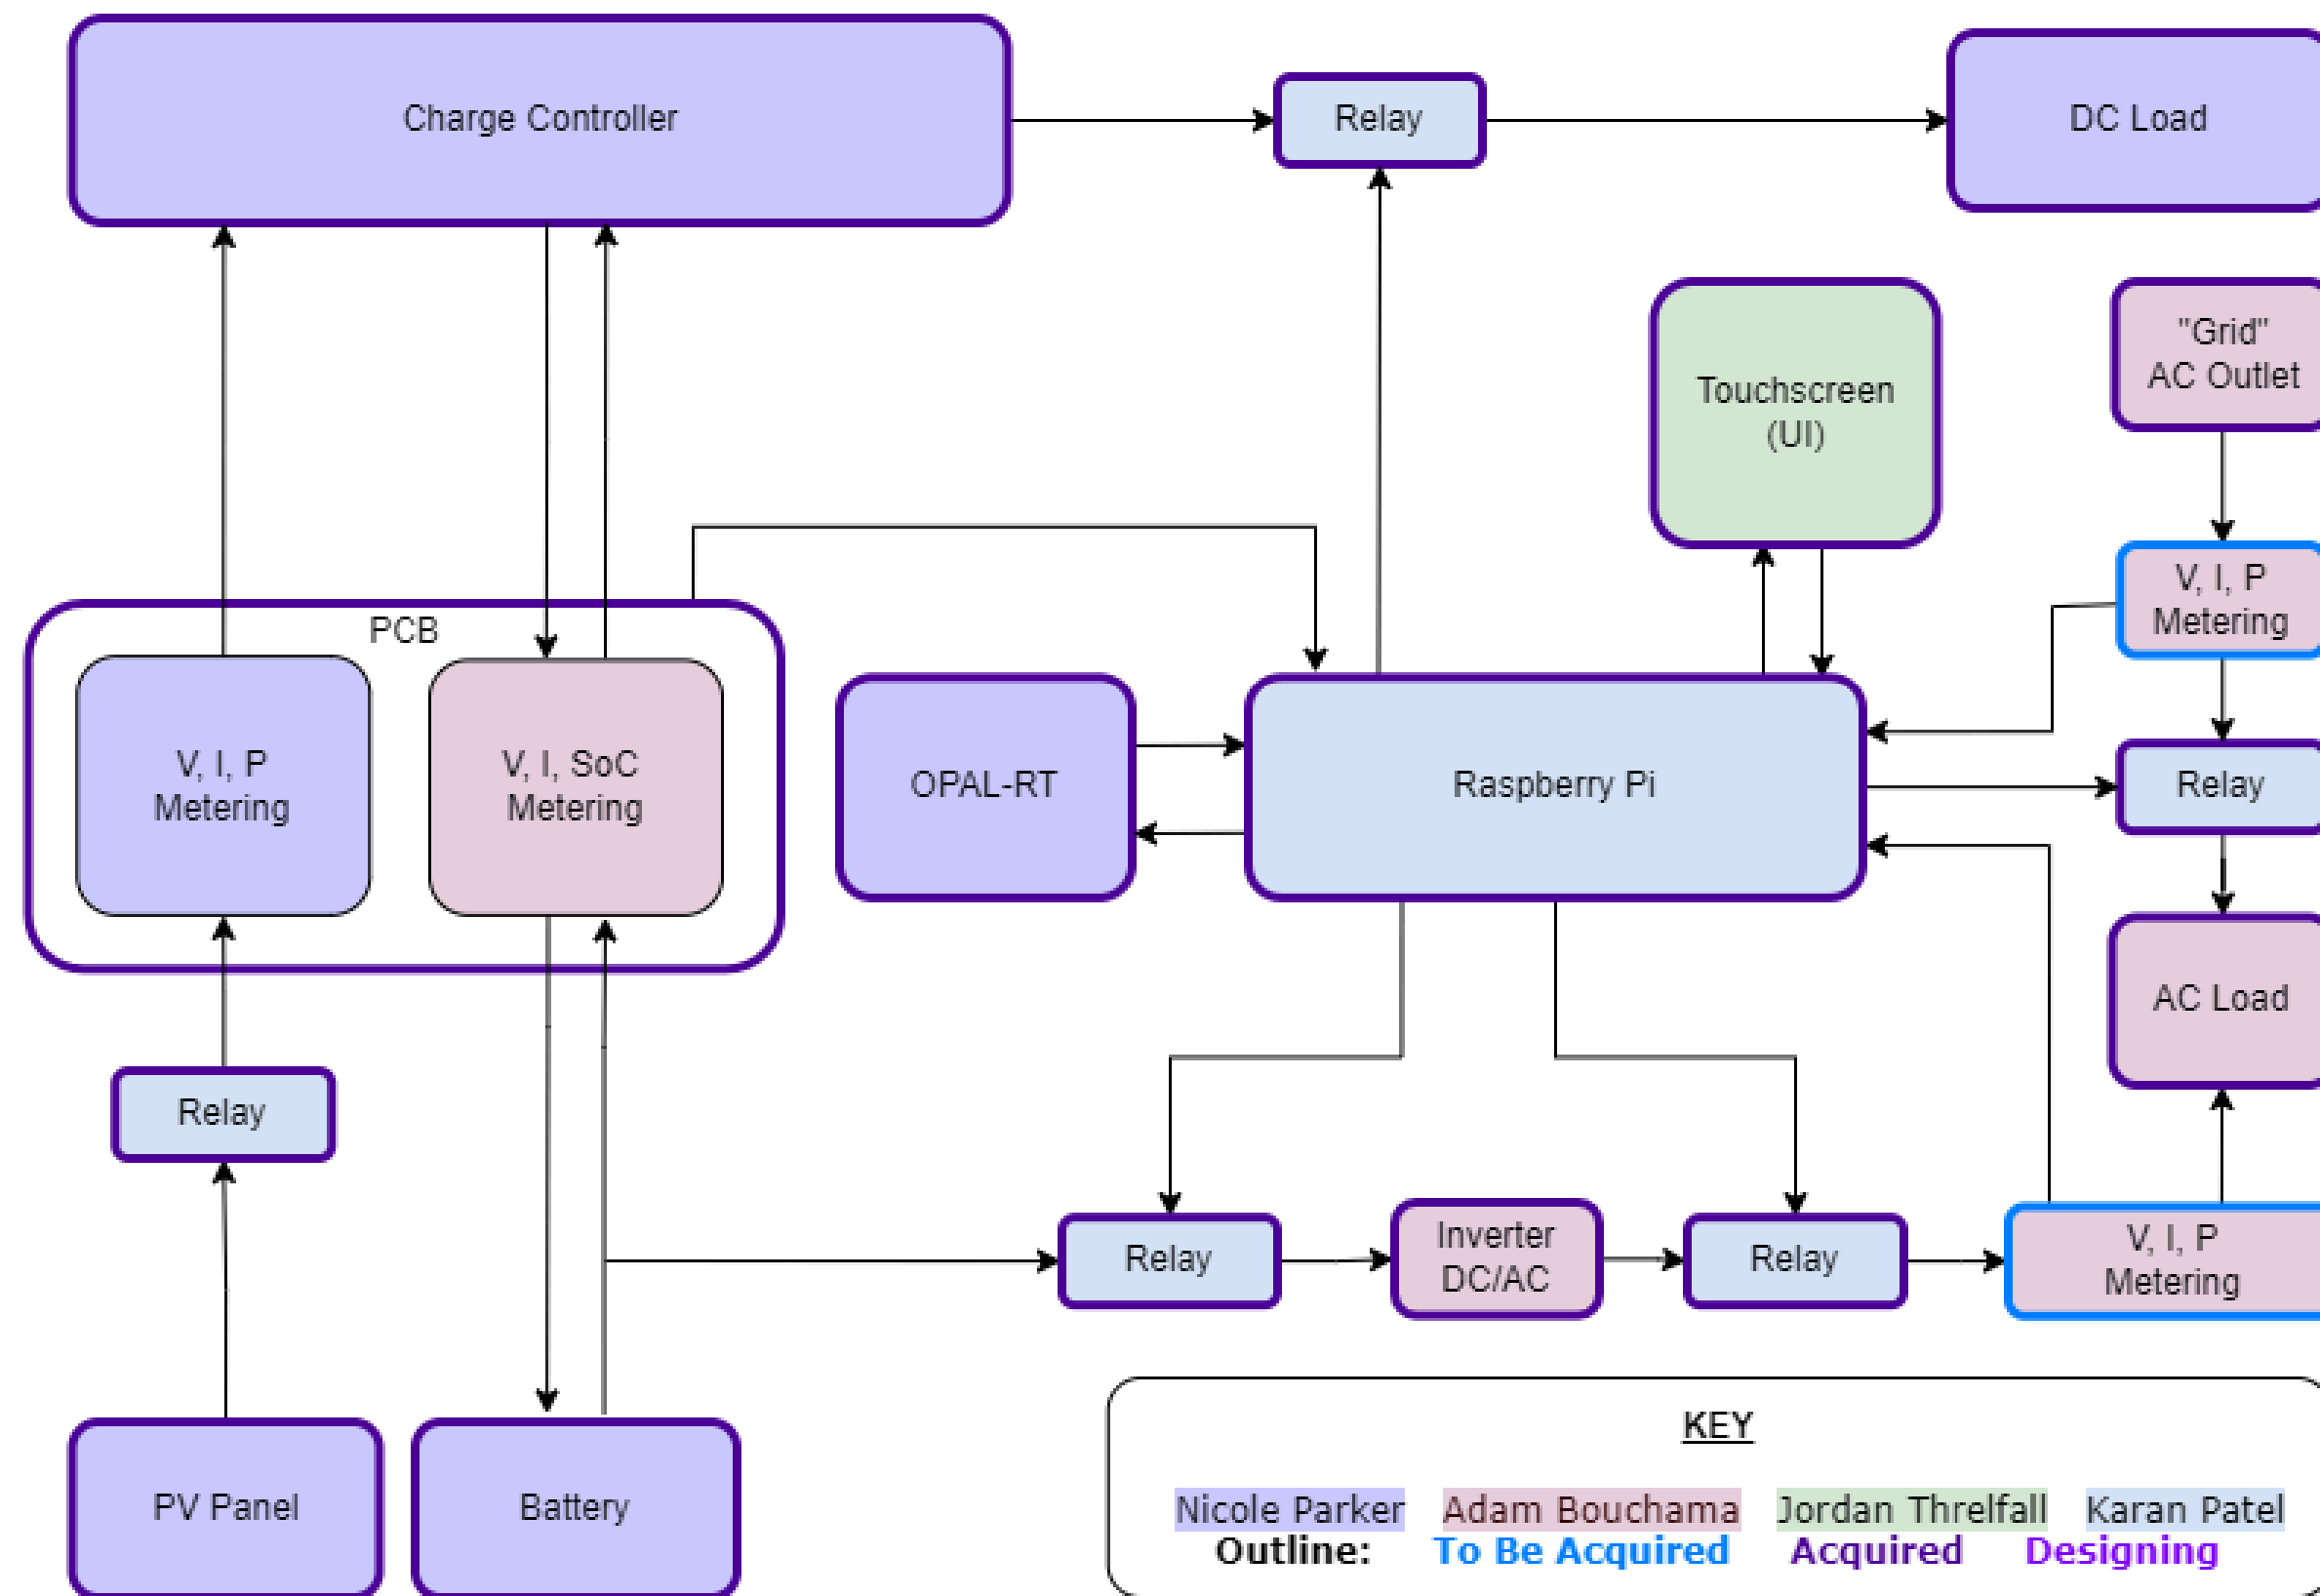 Charge Controller
Relay
DC Load
Touchscreen
(UI)
"Grid"
AC Outlet
V, I, P
Metering
PCB
V, I, P
Metering
V, I, SoC
Metering
OPAL-RT
Raspberry Pi
Relay
AC Load
Relay
Relay
Inverter
DC/AC
Relay
V, I, P
Metering
PV Panel
Battery
KEY
Nicole Parker Adam Bouchama Jordan Threlfall Karan Patel
Outline: To Be Acquired Acquired Designing